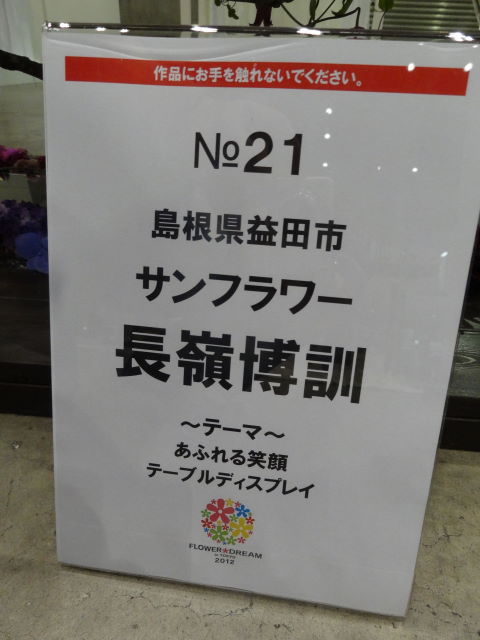 作品にお手を触れないでください。
№21
島根県益田市
サンフラワー
長嶺博訓
～テーマ～
あふれる笑顔
テーブルディスプレイ
FLOWER★DREAM
in TOKYO
2012